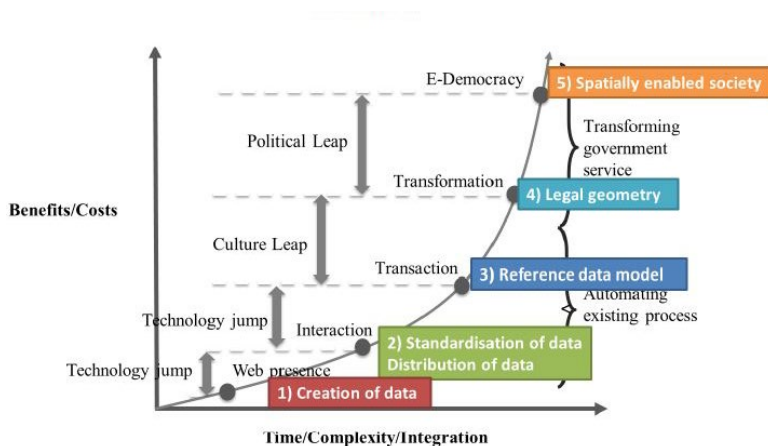 E-Democracy
5) Spatially enabled society
Political Leap
Transforming
government
service
Transformation
4) Legal geometry
Benefits/Costs
Culture Leap
Transaction
3) Reference data model
Automating
existing process
Technology jump
Interaction
2) Standardisation of data
Distribution of data
Technology jump
Web presence
1) Creation of data
Time/Complexity/Integration